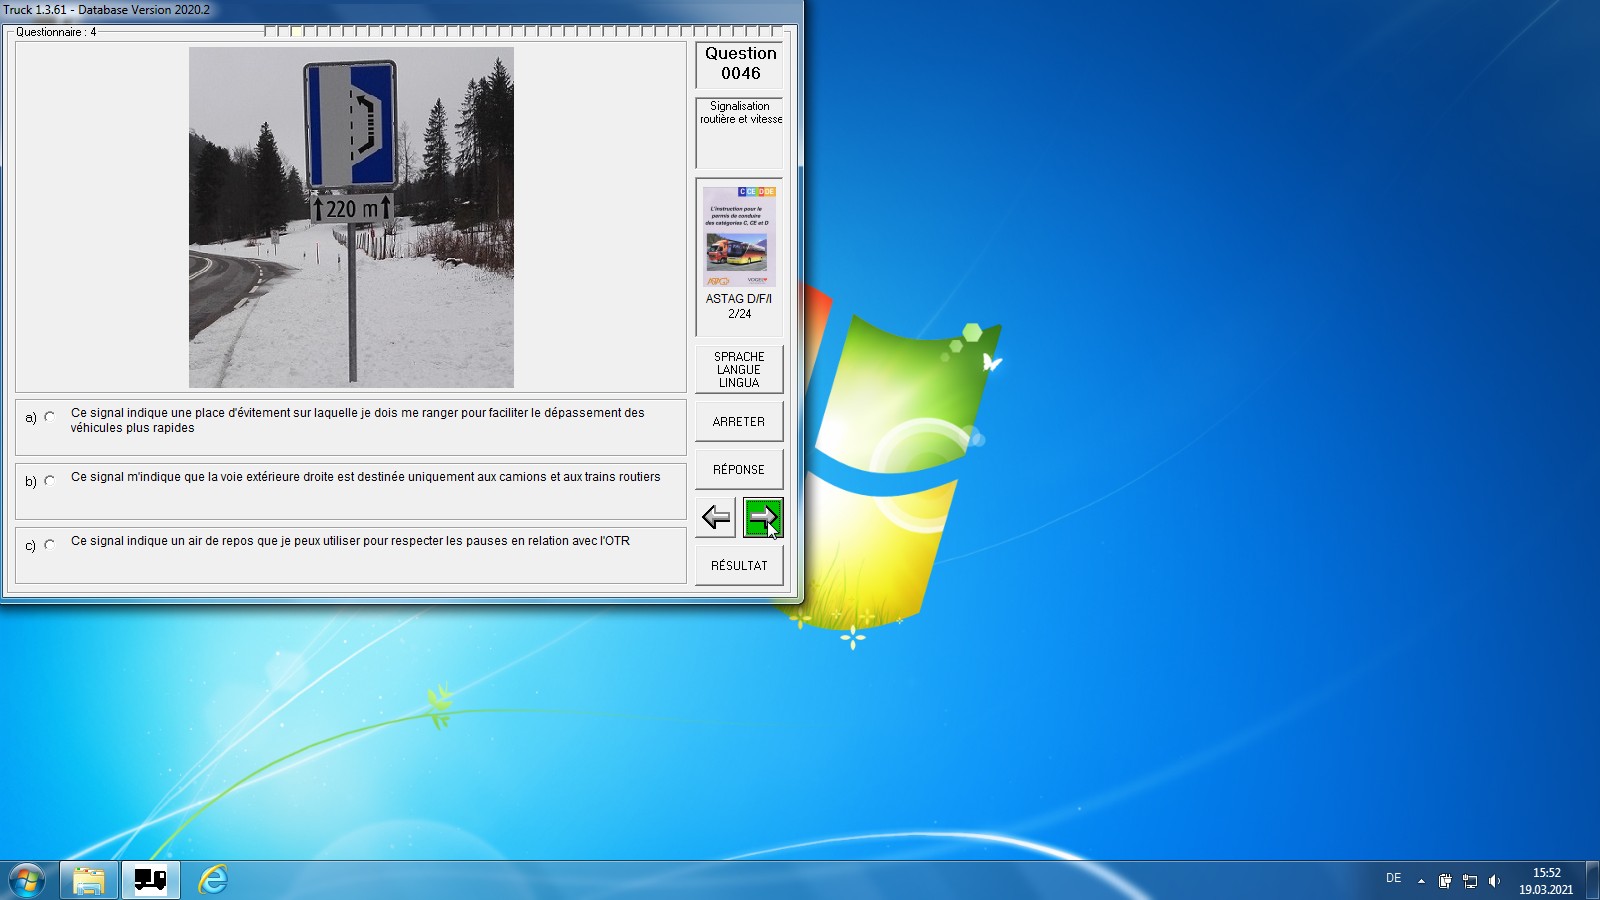 Truck 1.3.61 - Database Version 2020.2
Questionnaire : 4
220 m
Question
0046
Signalisation
routière et vitesse
C CE D DE
L'instruction pour le
permis de conduire
des catégories C, CE et D
ASTAG D/F/I
2/24
SPRACHE
LANGUE
LINGUA
ARRETER
RÉPONSE
RÉSULTAT
a) Ce signal indique une place d'évitement sur laquelle je dois me ranger pour faciliter le dépassement des
véhicules plus rapides
b) Ce signal m'indique que la voie extérieure droite est destinée uniquement aux camions et aux trains routiers
c) Ce signal indique un air de repos que je peux utiliser pour respecter les pauses en relation avec l'OTR
DE
15:52
19.03.2021